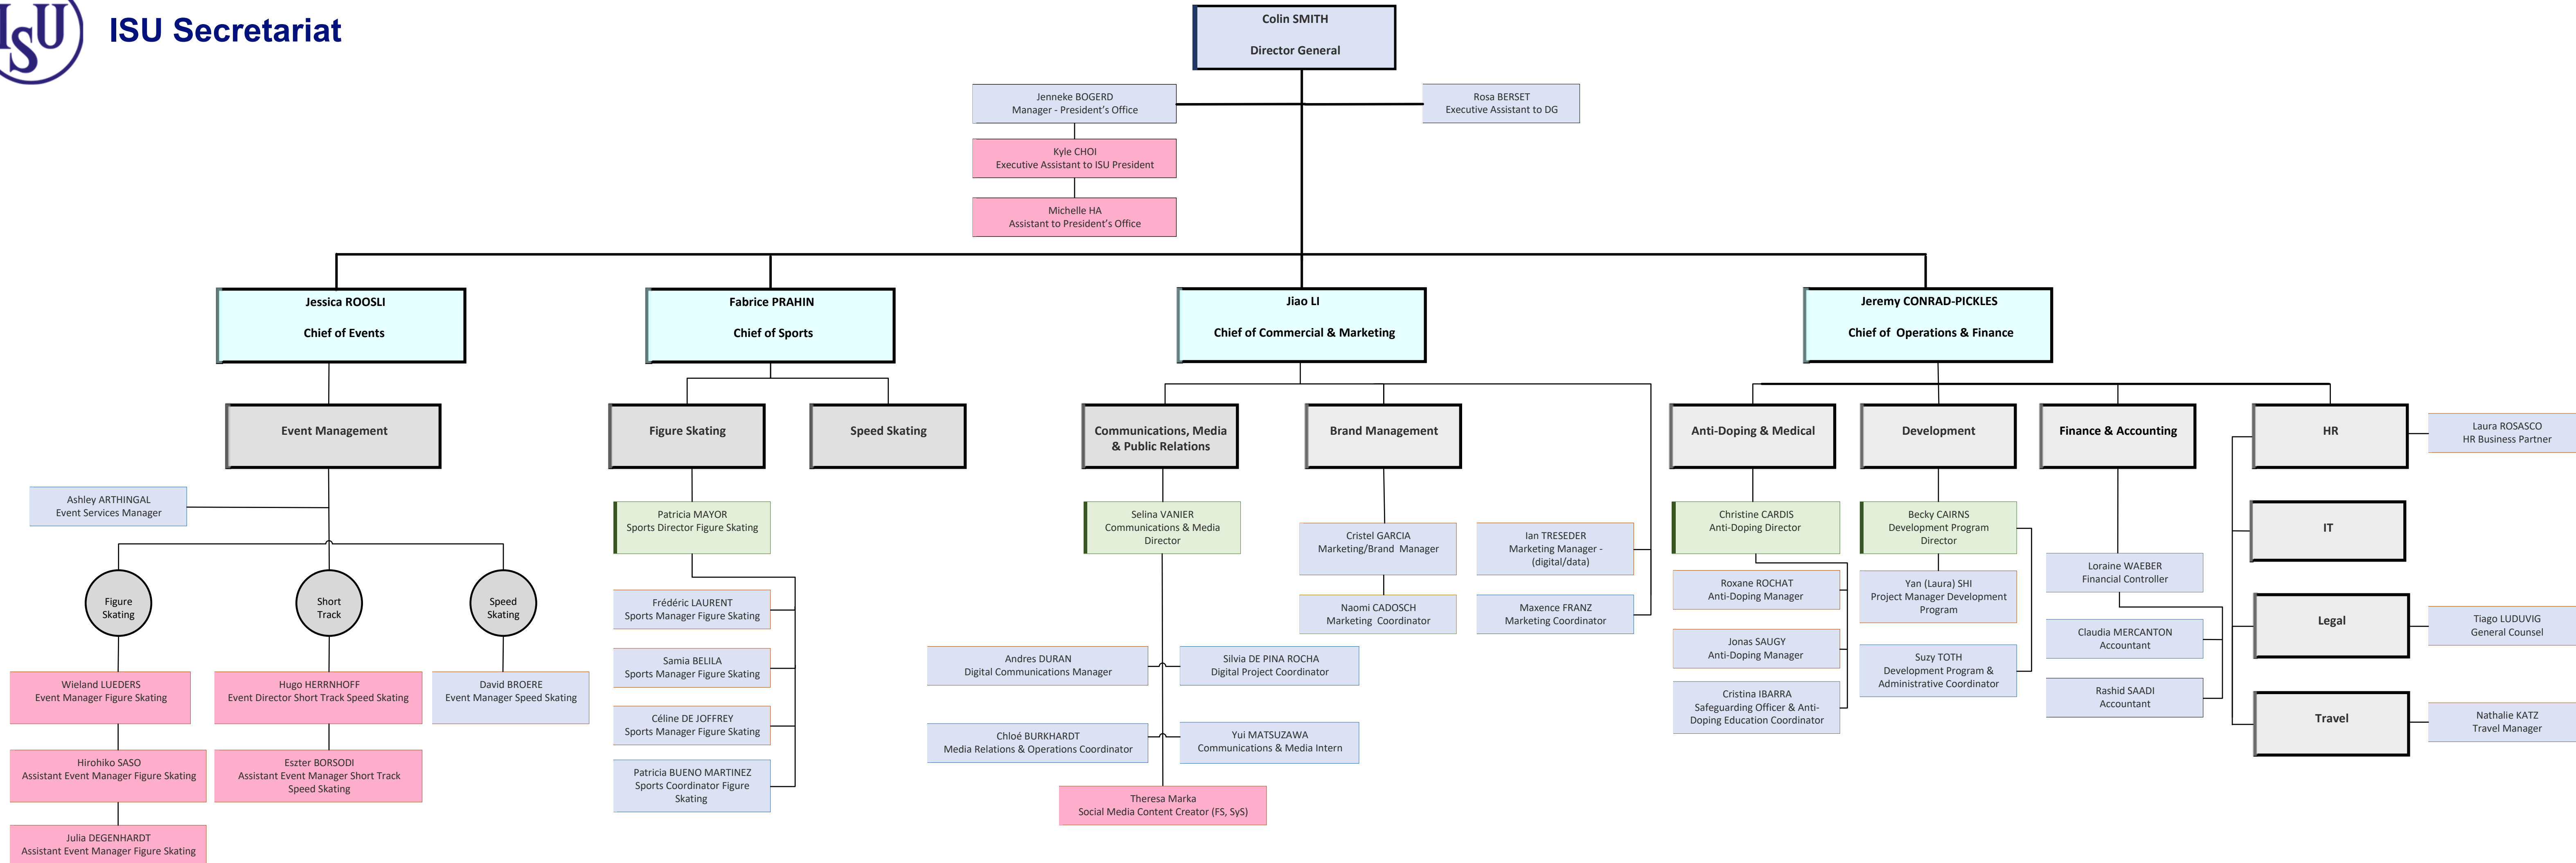 ISU
ISU Secretariat
Colin SMITH
Director General
Jenneke BOGERD
Manager - President's Office
Rosa BERSET
Executive Assistant to DG
Kyle CHOI
Executive Assistant to ISU President
Michelle HA
Assistant to President's Office
Jessica ROOSLI
Chief of Events
Fabrice PRAHIN
Chief of Sports
Jiao LI
Chief of Commercial & Marketing
Jeremy CONRAD-PICKLES
Chief of  Operations & Finance
Event Management
Figure Skating
Speed Skating
Communications, Media
& Public Relations
Brand Management
Anti-Doping & Medical
Development
Finance & Accounting
HR
Laura ROSASCO
HR Business Partner
Ashley ARTHINGAL
Event Services Manager
Patricia MAYOR
Sports Director Figure Skating
Selina VANIER
Communications & Media
Director
Cristel GARCIA
Marketing/Brand  Manager
Ian TRESEDER
Marketing Manager -
(digital/data)
Christine CARDIS
Anti-Doping Director
Becky CAIRNS
Development Program
Director
IT
Figure
Skating
Short
Track
Speed
Skating
Frédéric LAURENT
Sports Manager Figure Skating
Naomi CADOSCH
Marketing  Coordinator
Maxence FRANZ
Marketing Coordinator
Roxane ROCHAT
Anti-Doping Manager
Yan (Laura) SHI
Project Manager Development
Program
Loraine WAEBER
Financial Controller
Legal
Tiago LUDUVIG
General Counsel
Samia BELILA
Sports Manager Figure Skating
Andres DURAN
Digital Communications Manager
Silvia DE PINA ROCHA
Digital Project Coordinator
Jonas SAUGY
Anti-Doping Manager
Suzy TOTH
Development Program &
Administrative Coordinator
Claudia MERCANTON
Accountant
Wieland LUEDERS
Event Manager Figure Skating
Hugo HERRNHOFF
Event Director Short Track Speed Skating
David BROERE
Event Manager Speed Skating
Céline DE JOFFREY
Sports Manager Figure Skating
Chloé BURKHARDT
Media Relations & Operations Coordinator
Yui MATSUZAWA
Communications & Media Intern
Cristina IBARRA
Safeguarding Officer & Anti-
Doping Education Coordinator
Rashid SAADI
Accountant
Travel
Nathalie KATZ
Travel Manager
Hirohiko SASO
Assistant Event Manager Figure Skating
Eszter BORSODI
Assistant Event Manager Short Track
Speed Skating
Patricia BUENO MARTINEZ
Sports Coordinator Figure
Skating
Theresa Marka
Social Media Content Creator (FS, SyS)
Julia DEGENHARDT
Assistant Event Manager Figure Skating